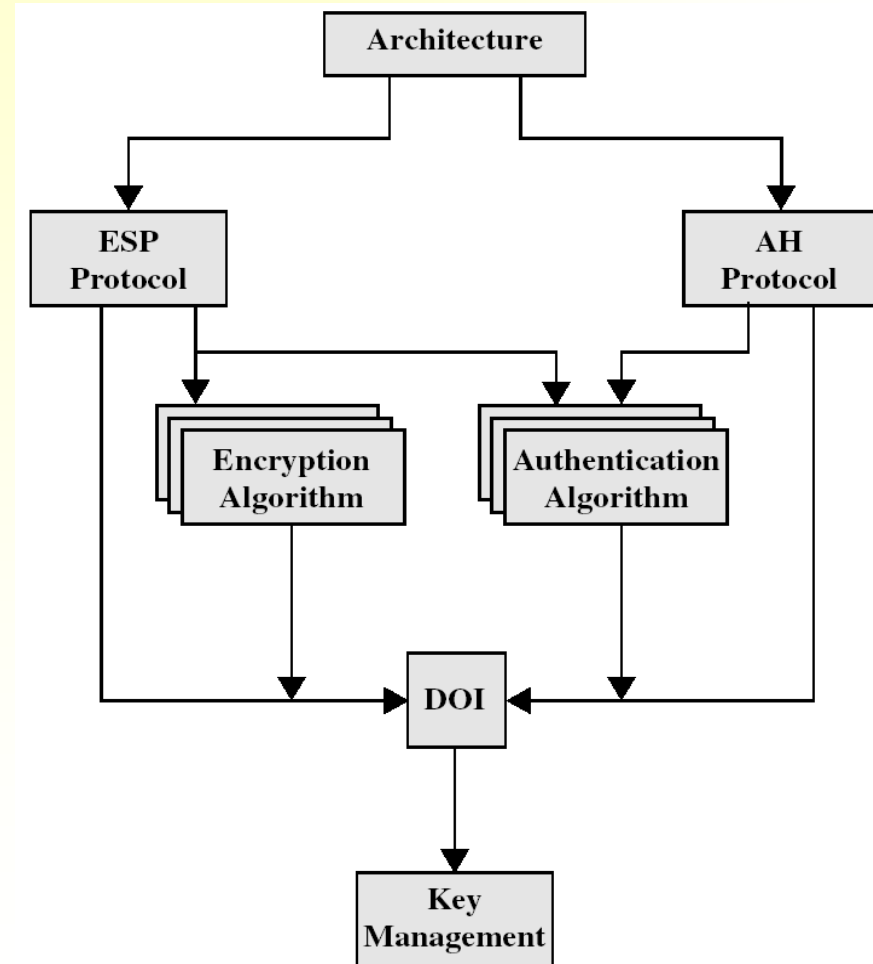 Architecture
ESP
Protocol
AH
Protocol
Encryption
Algorithm
Authentication
Algorithm
DOI
Key
Management